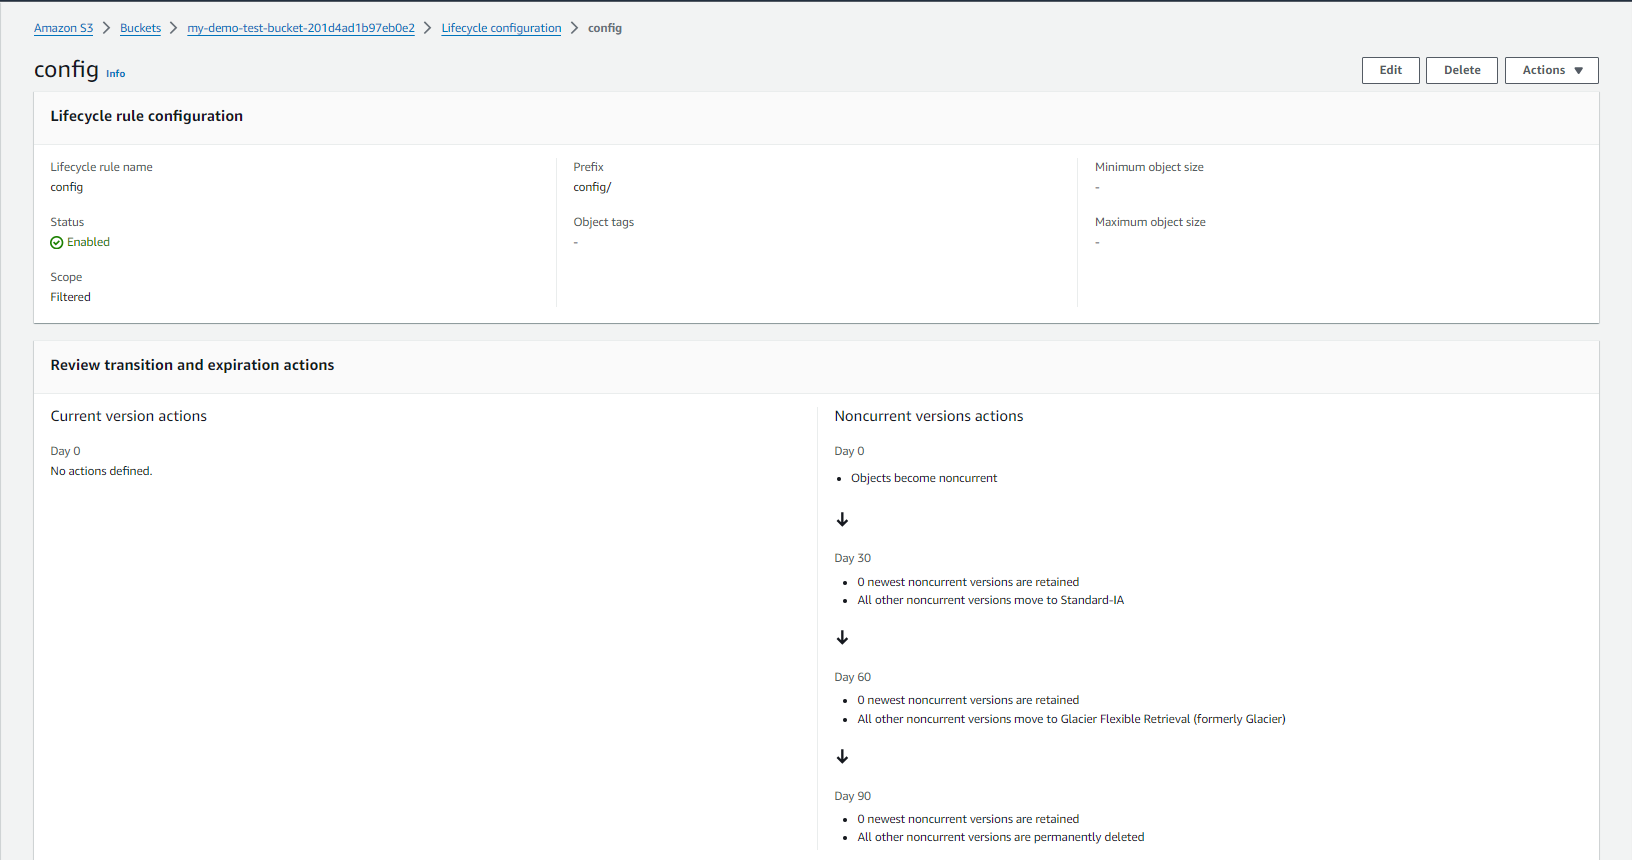 Amazon S3 > Buckets > my-demo-test-bucket-201d4ad1b97eb0e2 > Lifecycle configuration > config
config Info
Edit
Delete
Actions
Lifecycle rule configuration
Lifecycle rule name
config
Status
Enabled
Scope
Filtered
Prefix
config/
Object tags
-
Minimum object size
-
Maximum object size
-
Review transition and expiration actions
Current version actions
Day 0
No actions defined.
Noncurrent versions actions
Day 0
Objects become noncurrent
Day 30
0 newest noncurrent versions are retained
All other noncurrent versions move to Standard-IA
Day 60
0 newest noncurrent versions are retained
All other noncurrent versions move to Glacier Flexible Retrieval (formerly Glacier)
Day 90
0 newest noncurrent versions are retained
All other noncurrent versions are permanently deleted